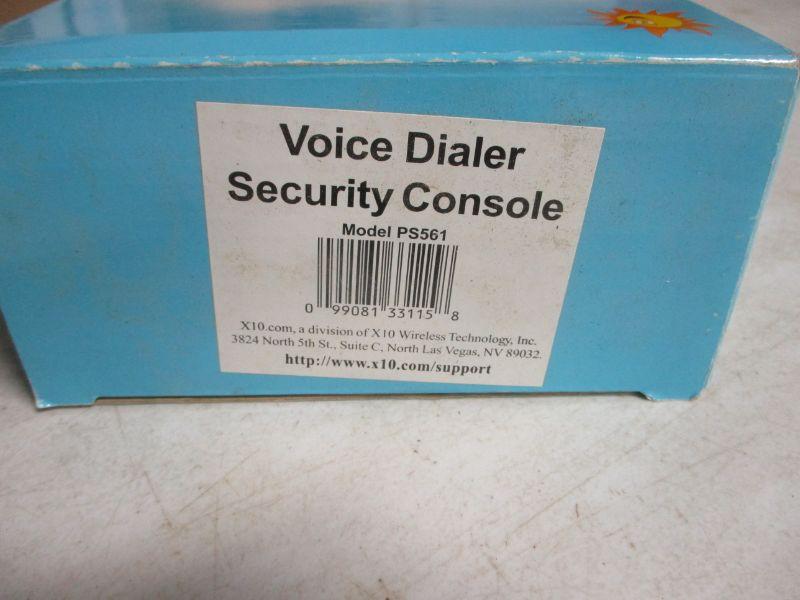 Voice Dialer
Security Console
Model PS561
0 99081 33115 8
X10.com, a division of X10 Wireless Technology, Inc.
3824 North 5th St., Suite C, North Las Vegas, NV 89032
http://www.x10.com/support